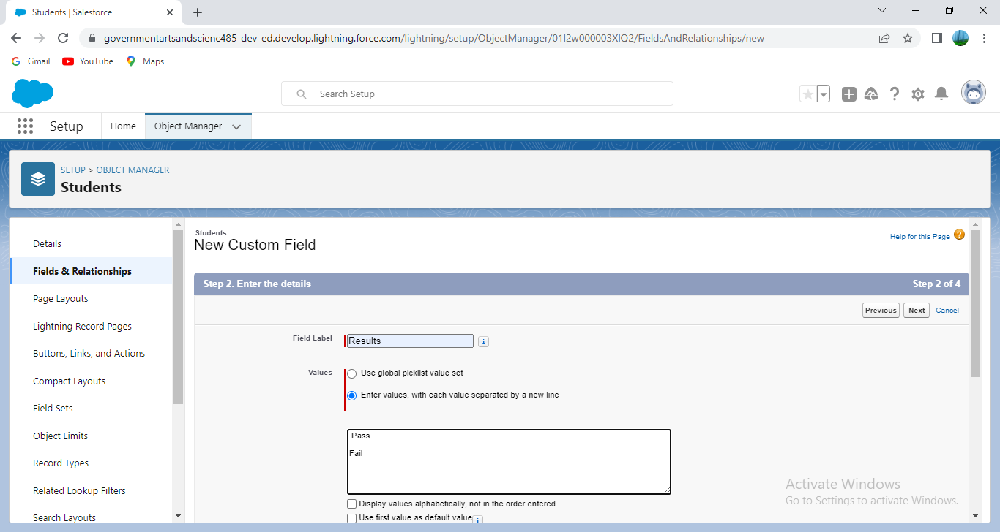 Students | Salesforce
governmentartsandscienc485-dev-ed.develop.lightning.force.com/lightning/setup/ObjectManager/01I2w000003XlQ2/FieldsAndRelationships/new
Gmail YouTube Maps
Search Setup
Setup Home Object Manager
SETUP > OBJECT MANAGER
Students
Details
Fields & Relationships
Page Layouts
Lightning Record Pages
Buttons, Links, and Actions
Compact Layouts
Field Sets
Object Limits
Record Types
Related Lookup Filters
Search Layouts
Students
New Custom Field
Help for this Page ?
Step 2. Enter the details Step 2 of 4
Previous Next Cancel
Field Label Results i
Values Use global picklist value set
Enter values, with each value separated by a new line
Pass
Fail
Display values alphabetically, not in the order entered
Use first value as default value i
Activate Windows
Go to Settings to activate Windows.